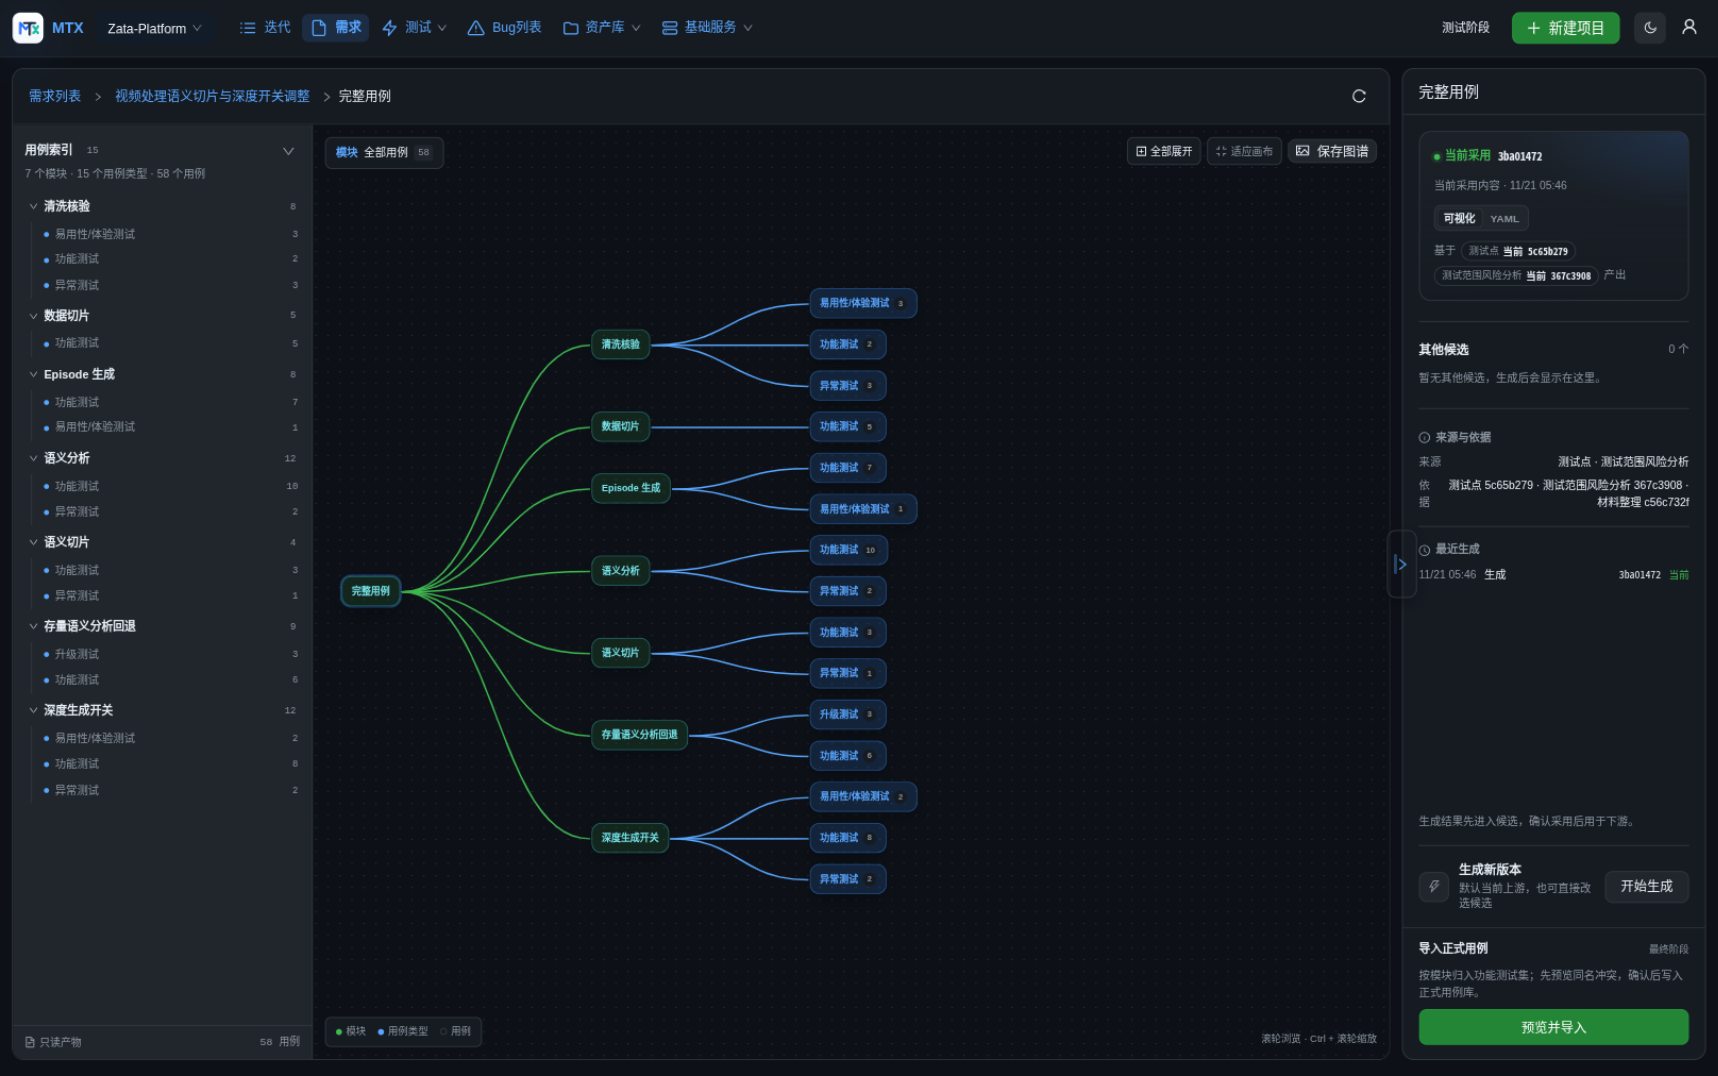 MTX Zata-Platform 迭代 需求 测试 Bug列表 资产库 基础服务 测试阶段 新建项目
需求列表 > 视频处理语义切片与深度开关调整 > 完整用例
用例索引 15
7 个模块 · 15 个用例类型 · 58 个用例
清洗核验 8
易用性/体验测试 3
功能测试 2
异常测试 3
数据切片 5
功能测试 5
Episode 生成 8
功能测试 7
易用性/体验测试 1
语义分析 12
功能测试 10
异常测试 2
语义切片 4
功能测试 3
异常测试 1
存量语义分析回退 9
升级测试 3
功能测试 6
深度生成开关 12
易用性/体验测试 2
功能测试 8
异常测试 2
只读产物 58 用例
模块 全部用例 58
全部展开 适应画布 保存图谱
完整用例
清洗核验
易用性/体验测试 3
功能测试 2
异常测试 3
数据切片
功能测试 5
Episode 生成
功能测试 7
易用性/体验测试 1
语义分析
功能测试 10
异常测试 2
语义切片
功能测试 3
异常测试 1
存量语义分析回退
升级测试 3
功能测试 6
深度生成开关
易用性/体验测试 2
功能测试 8
异常测试 2
模块 用例类型 用例
滚轮浏览 · Ctrl + 滚轮缩放
完整用例
当前采用 3ba01472
当前采用内容 · 11/21 05:46
可视化 YAML
基于 测试点 当前 5c65b279
测试范围风险分析 当前 367c3908 产出
其他候选 0 个
暂无其他候选，生成后会显示在这里。
来源与依据
来源 测试点 · 测试范围风险分析
依据 测试点 5c65b279 · 测试范围风险分析 367c3908 ·
材料整理 c56c732f
最近生成
11/21 05:46 生成 3ba01472 当前
生成结果先进入候选，确认采用后用于下游。
生成新版本
默认当前上游，也可直接改
选候选
开始生成
导入正式用例 最终阶段
按模块归入功能测试集；先预览同名冲突，确认后写入
正式用例库。
预览并导入